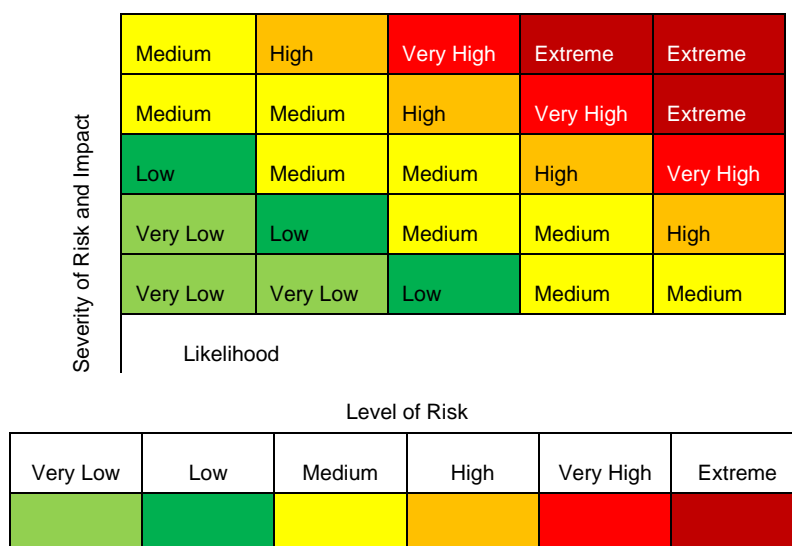 Medium High Very High Extreme Extreme
Medium Medium High Very High Extreme
Low Medium Medium High Very High
Very Low Low Medium Medium High
Very Low Very Low Low Medium Medium
Severity of Risk and Impact
Likelihood
Level of Risk
Very Low Low Medium High Very High Extreme